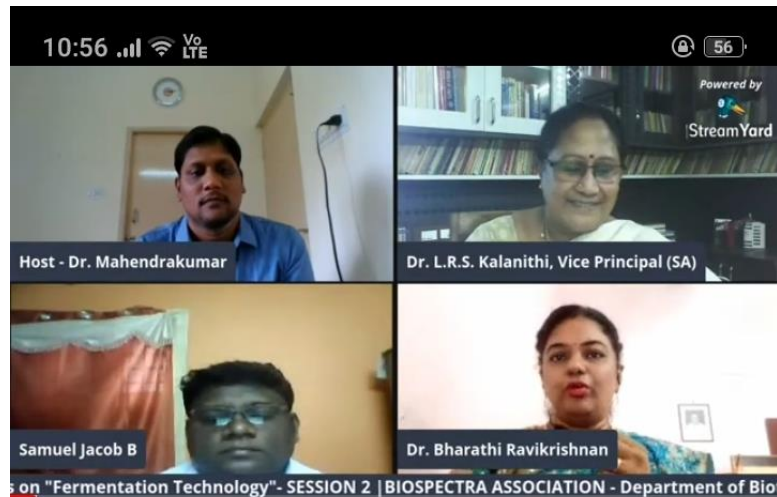 10:56 Vo LTE 56
Powered by
StreamYard
Host - Dr. Mahendrakumar
Dr. L.R.S. Kalanithi, Vice Principal (SA)
Samuel Jacob B
Dr. Bharathi Ravikrishnan
s on "Fermentation Technology"- SESSION 2 |BIOSPECTRA ASSOCIATION - Department of Bio